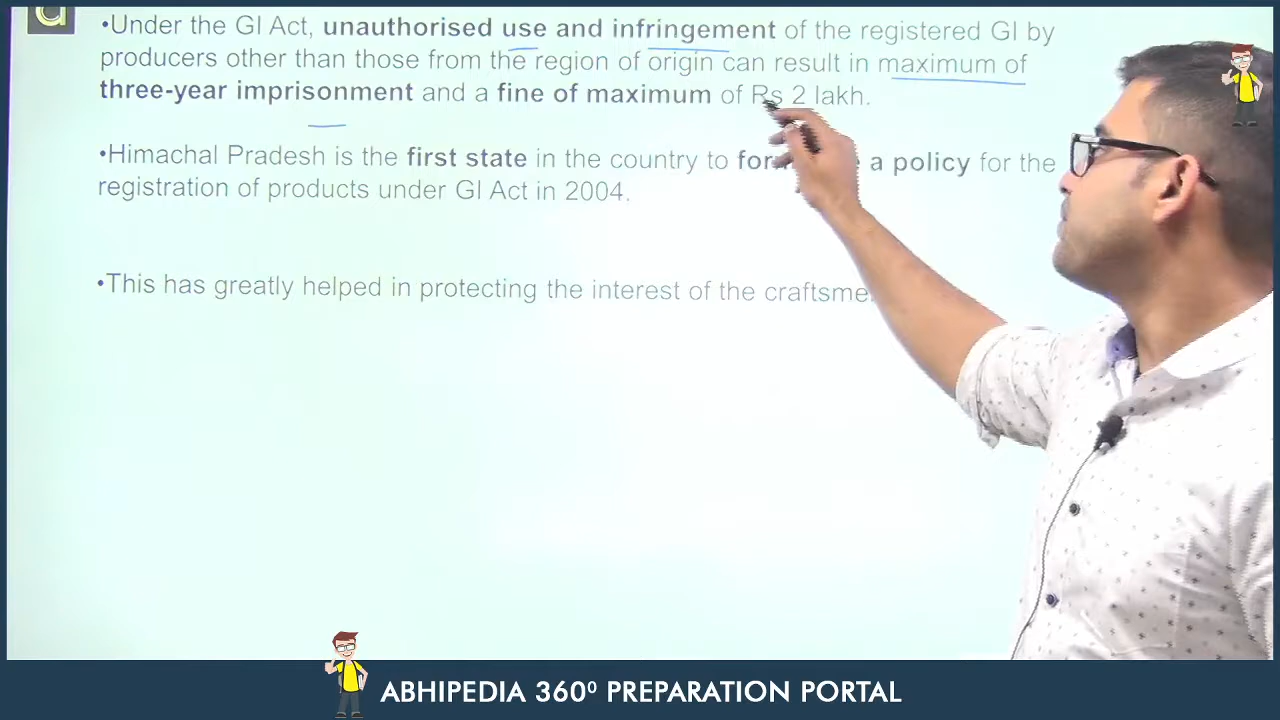 •Under the GI Act, unauthorised use and infringement of the registered GI by
producers other than those from the region of origin can result in maximum of
three-year imprisonment and a fine of maximum of Rs 2 lakh.
•Himachal Pradesh is the first state in the country to a policy for the
registration of products under GI Act in 2004.
•This has greatly helped in protecting the interest of the
ABHIPEDIA 360⁰ PREPARATION PORTAL